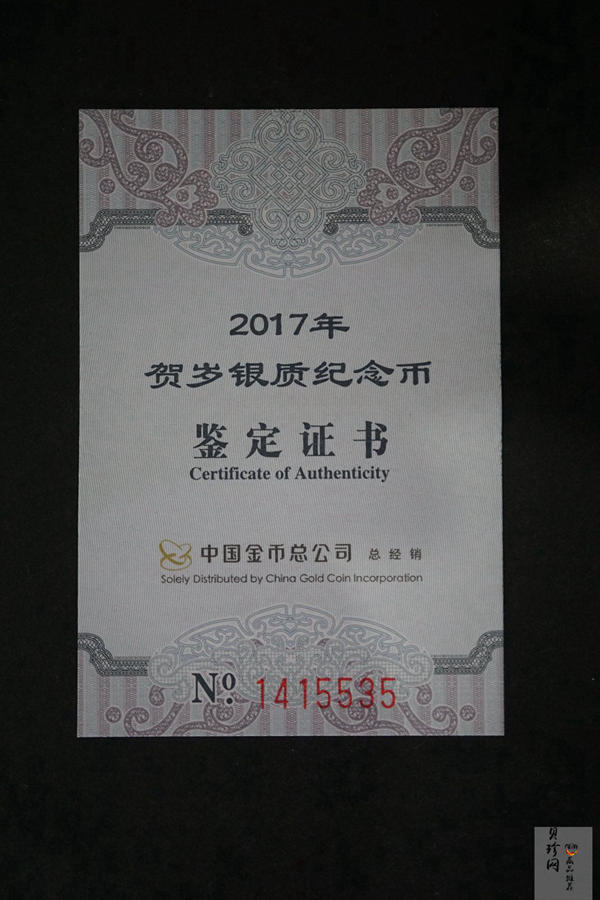 2017年
贺岁银质纪念币
鉴定证书
Certificate of Authenticity
中国金币总公司 总经销
Solely Distributed by China Gold Coin Incorporation
No. 1415535
贝珍网